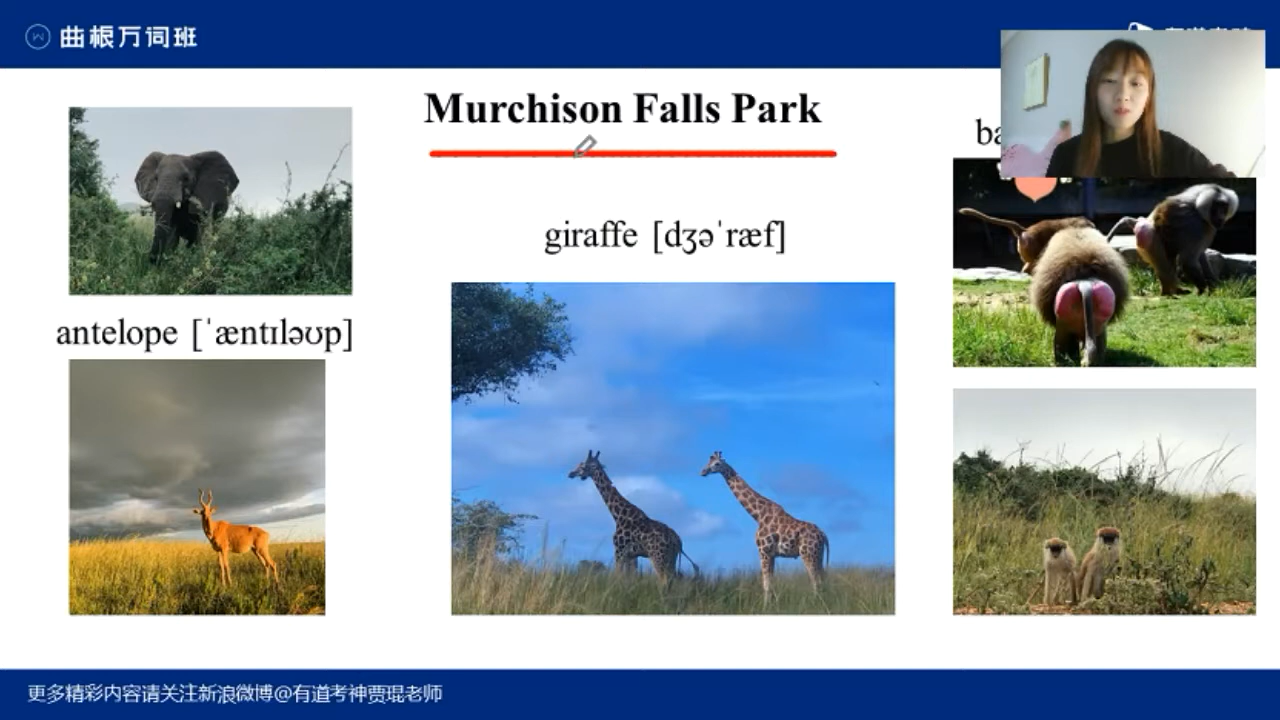 曲根万词班
Murchison Falls Park
giraffe [dʒəˈræf]
antelope [ˈæntɪləʊp]
更多精彩内容请关注新浪微博@有道考神贾琨老师